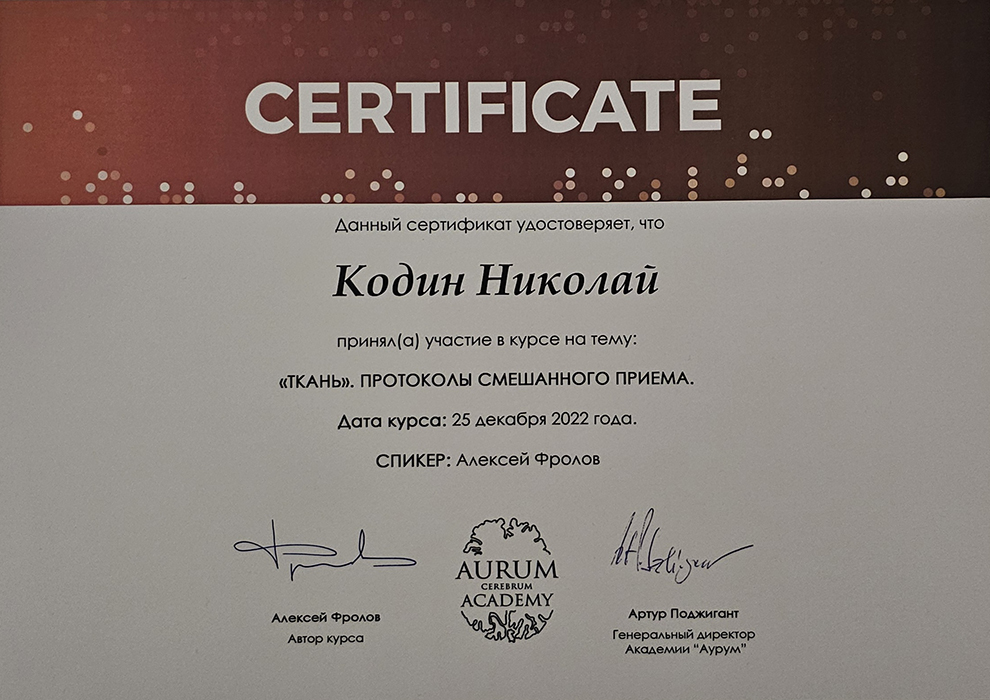 CERTIFICATE
Данный сертификат удостоверяет, что
Кодин Николай
принял(а) участие в курсе на тему:
«ТКАНЬ». ПРОТОКОЛЫ СМЕШАННОГО ПРИЕМА.
Дата курса: 25 декабря 2022 года.
СПИКЕР: Алексей Фролов
AURUM
CEREBRUM
ACADEMY
Алексей Фролов
Автор курса
Артур Поджигант
Генеральный директор
Академии “Аурум”